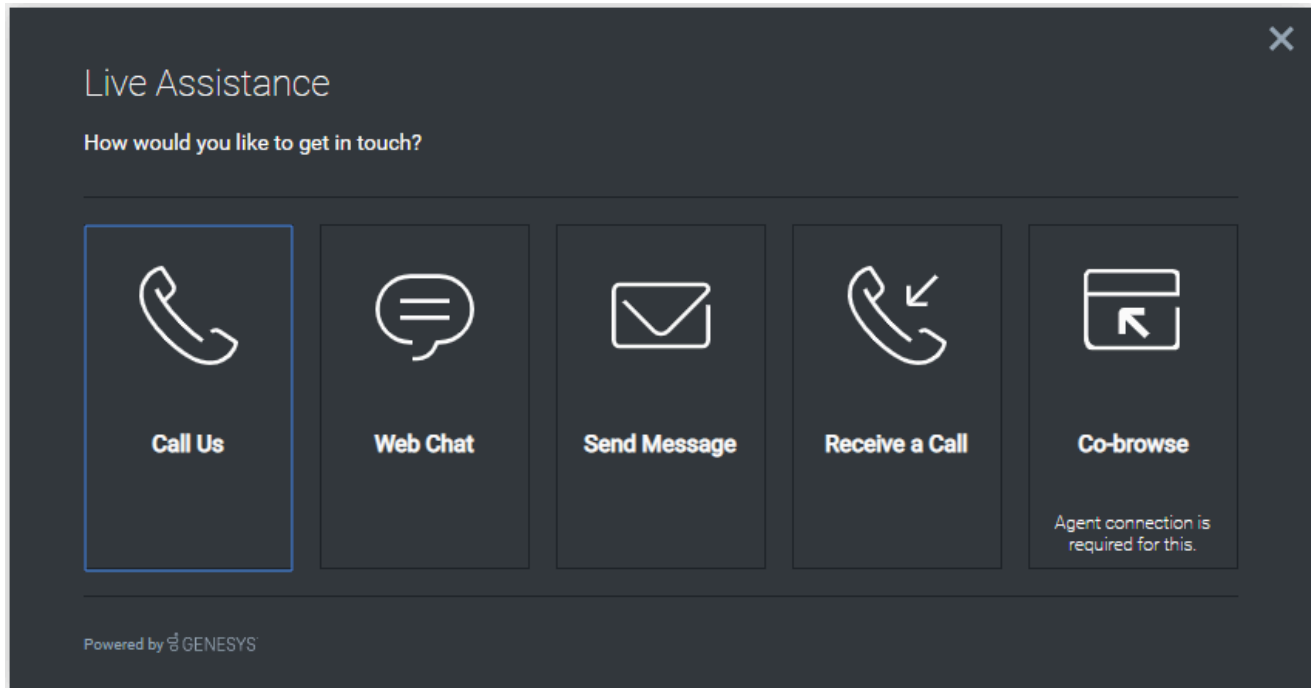 Live Assistance
How would you like to get in touch?
Call Us
Web Chat
Send Message
Receive a Call
Co-browse
Agent connection is
required for this.
Powered by GENESYS